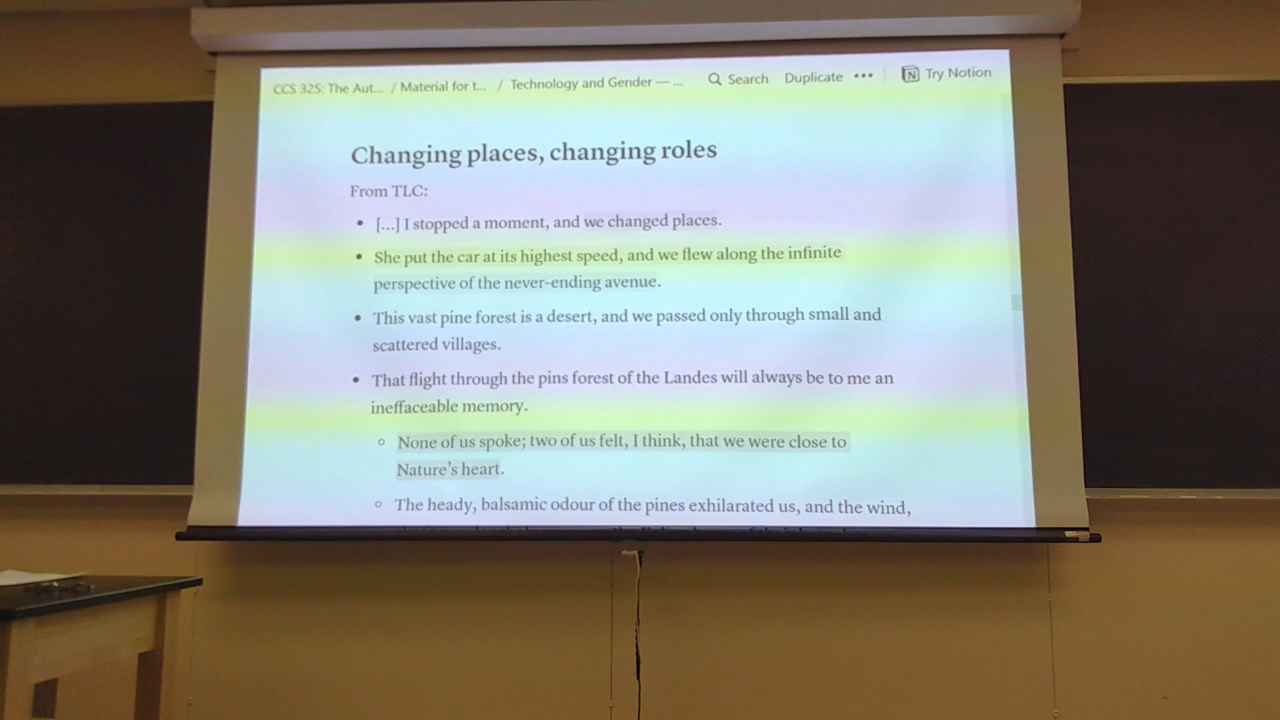 CCS 325: The Aut... / Material for t... / Technology and Gender — ... Search Duplicate ••• Try Notion
Changing places, changing roles
From TLC:
• [...] I stopped a moment, and we changed places.
• She put the car at its highest speed, and we flew along the infinite
perspective of the never-ending avenue.
• This vast pine forest is a desert, and we passed only through small and
scattered villages.
• That flight through the pins forest of the Landes will always be to me an
ineffaceable memory.
◦ None of us spoke; two of us felt, I think, that we were close to
Nature's heart.
◦ The heady, balsamic odour of the pines exhilarated us, and the wind,